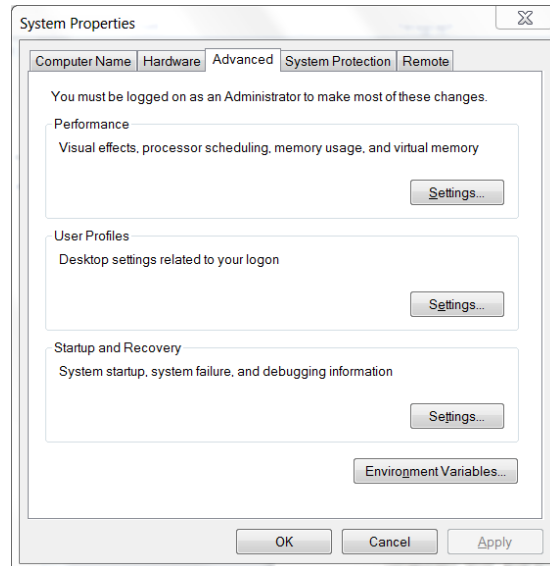 System Properties
Computer Name Hardware Advanced System Protection Remote
You must be logged on as an Administrator to make most of these changes.
Performance
Visual effects, processor scheduling, memory usage, and virtual memory
Settings...
User Profiles
Desktop settings related to your logon
Settings...
Startup and Recovery
System startup, system failure, and debugging information
Settings...
Environment Variables...
OK Cancel Apply